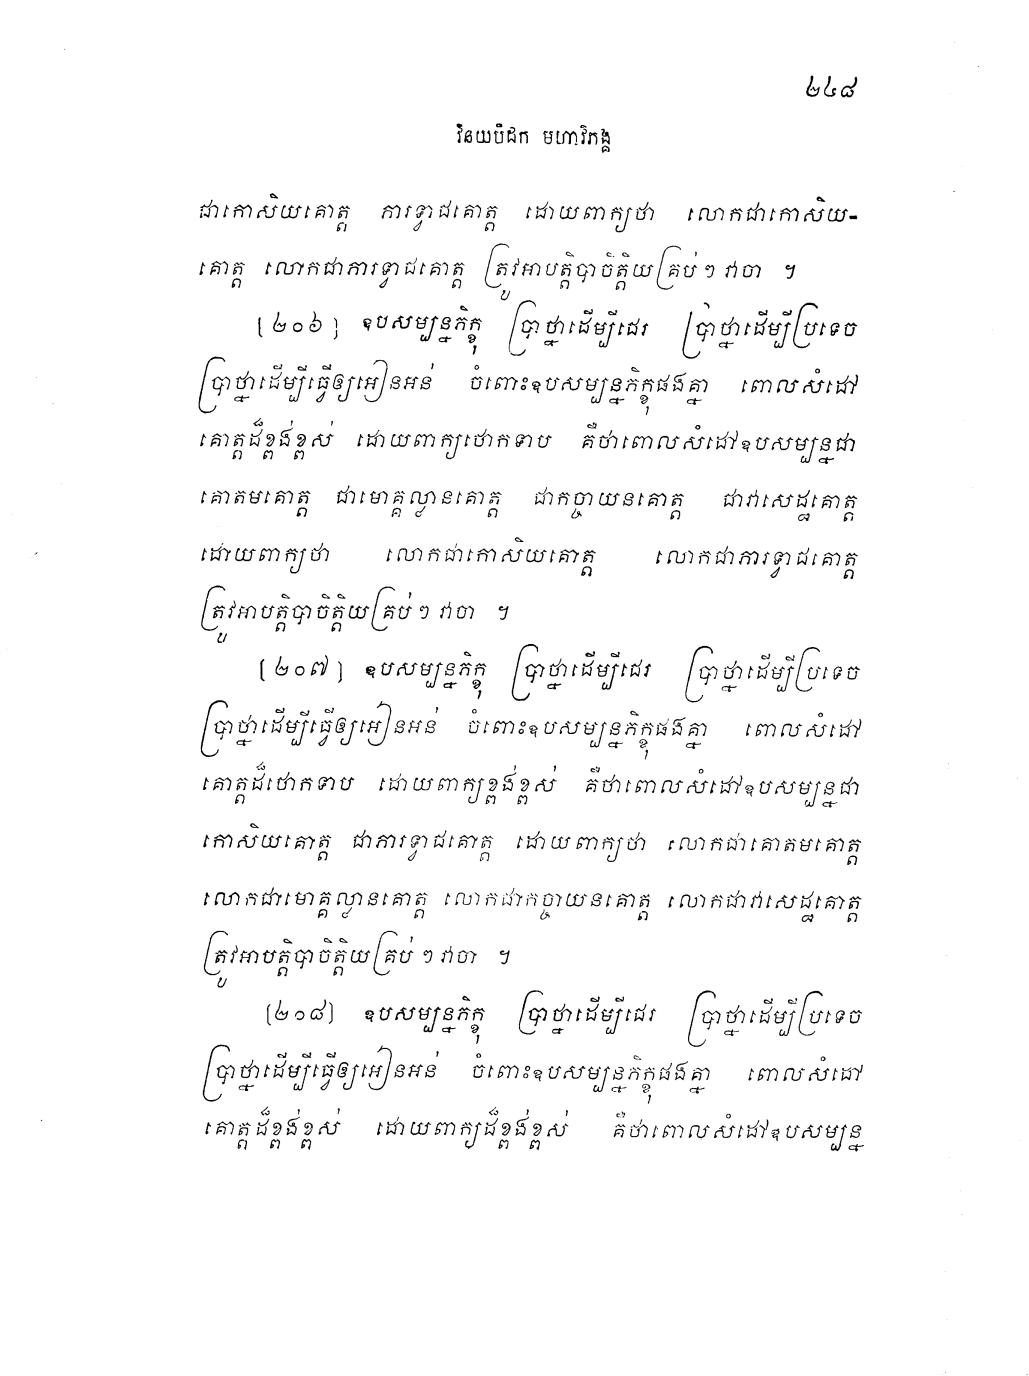 ២៤៨
វិនយបិដក មហាវិភង្គ
ជាកោសិយគោត្ត ភារទ្វាជគោត្ត ដោយពាក្យថា លោកជាកោសិយ-
គោត្ត លោកជាភារទ្វាជគោត្ត ត្រូវអាបត្តិបាចិត្តិយគ្រប់ៗ វាចា ។
[២០៦] ឧបសម្បន្នភិក្ខុ ប្រាថ្នាដើម្បីជេរ ប្រាថ្នាដើម្បីប្រទេច
ប្រាថ្នាដើម្បីធ្វើឲ្យអៀនអន់ ចំពោះឧបសម្បន្នភិក្ខុផងគ្នា ពោលសំដៅ
គោត្តដ៏ខ្ពង់ខ្ពស់ ដោយពាក្យថោកទាប គឺថាពោលសំដៅឧបសម្បន្នជា
គោតមគោត្ត ជាមោគ្គល្លានគោត្ត ជាកច្ចាយនគោត្ត ជាវាសេដ្ឋគោត្ត
ដោយពាក្យថា លោកជាកោសិយគោត្ត លោកជាភារទ្វាជគោត្ត
ត្រូវអាបត្តិបាចិត្តិយគ្រប់ៗ វាចា ។
[២០៧] ឧបសម្បន្នភិក្ខុ ប្រាថ្នាដើម្បីជេរ ប្រាថ្នាដើម្បីប្រទេច
ប្រាថ្នាដើម្បីធ្វើឲ្យអៀនអន់ ចំពោះឧបសម្បន្នភិក្ខុផងគ្នា ពោលសំដៅ
គោត្តដ៏ថោកទាប ដោយពាក្យខ្ពង់ខ្ពស់ គឺថាពោលសំដៅឧបសម្បន្នជា
កោសិយគោត្ត ជាភារទ្វាជគោត្ត ដោយពាក្យថា លោកជាគោតមគោត្ត
លោកជាមោគ្គល្លានគោត្ត លោកជាកច្ចាយនគោត្ត លោកជាវាសេដ្ឋគោត្ត
ត្រូវអាបត្តិបាចិត្តិយគ្រប់ ៗ វាចា ។
[២០៨] ឧបសម្បន្នភិក្ខុ ប្រាថ្នាដើម្បីជេរ ប្រាថ្នាដើម្បីប្រទេច
ប្រាថ្នាដើម្បីធ្វើឲ្យអៀនអន់ ចំពោះឧបសម្បន្នភិក្ខុផងគ្នា ពោលសំដៅ
គោត្តដ៏ខ្ពង់ខ្ពស់ ដោយពាក្យដ៏ខ្ពង់ខ្ពស់ គឺថាពោលសំដៅឧបសម្បន្ន